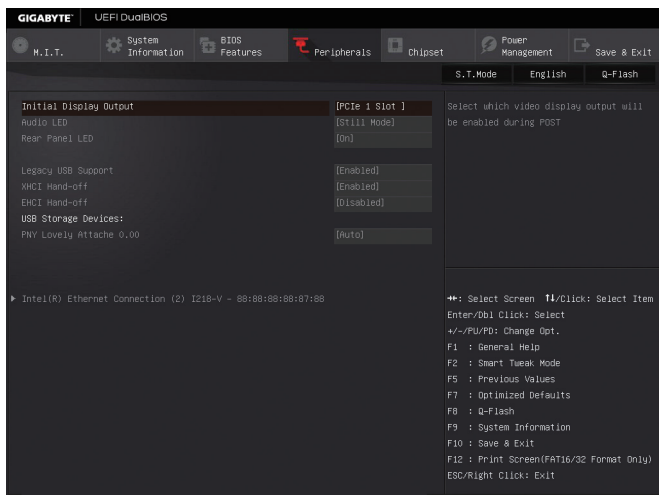 GIGABYTE™ UEFI DualBIOS
M.I.T.
System
Information
BIOS
Features
Peripherals
Chipset
Power
Management
Save & Exit
S.T.Mode English Q-Flash
Initial Display Output [PCIe 1 Slot ]
Audio LED [Still Mode]
Rear Panel LED [On]
Legacy USB Support [Enabled]
XHCI Hand-off [Enabled]
EHCI Hand-off [Disabled]
USB Storage Devices:
PNY Lovely Attache 0.00 [Auto]
Intel(R) Ethernet Connection (2) I218-V - 88:88:88:88:87:88
Select which video display output will
be enabled during POST
→←: Select Screen ↑↓/Click: Select Item
Enter/Dbl Click: Select
+/-/PU/PD: Change Opt.
F1 : General Help
F2 : Smart Tweak Mode
F5 : Previous Values
F7 : Optimized Defaults
F8 : Q-Flash
F9 : System Information
F10 : Save & Exit
F12 : Print Screen(FAT16/32 Format Only)
ESC/Right Click: Exit